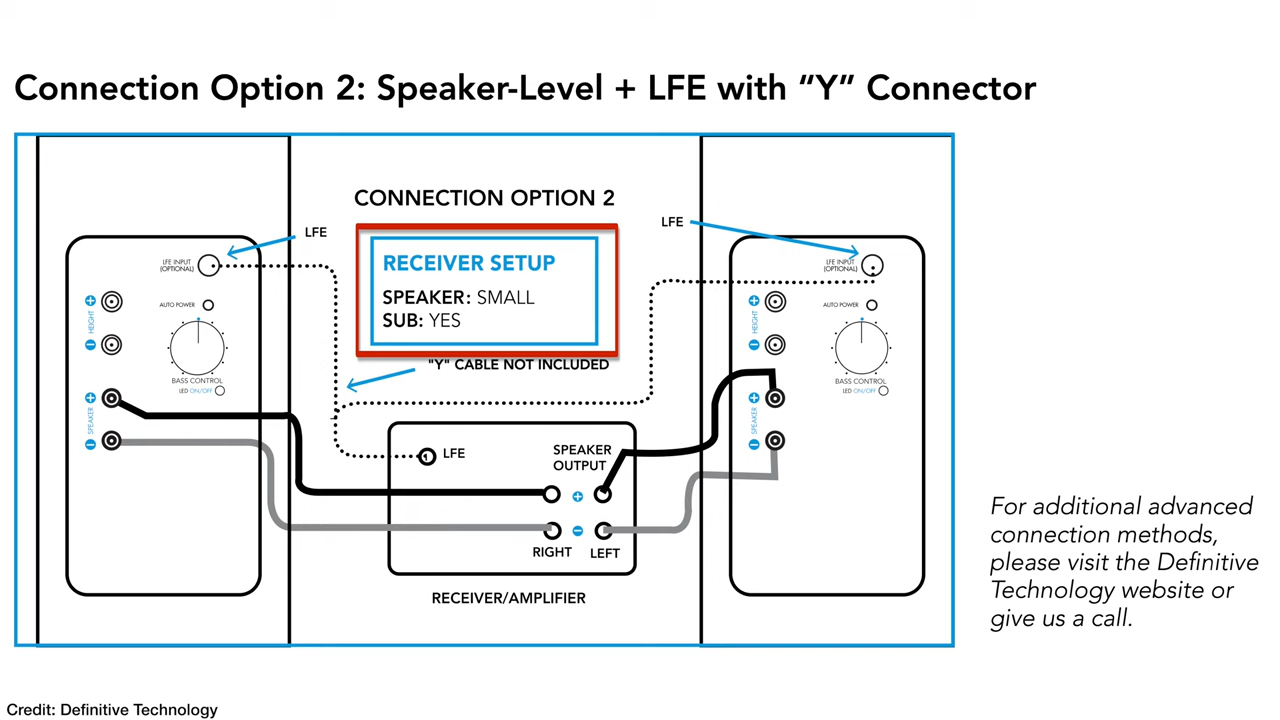 Connection Option 2: Speaker-Level + LFE with “Y” Connector
CONNECTION OPTION 2
LFE
LFE
RECEIVER SETUP
SPEAKER: SMALL
SUB: YES
"Y" CABLE NOT INCLUDED
LFE INPUT
(OPTIONAL)
AUTO POWER
HEIGHT
BASS CONTROL
LED ON/OFF
SPEAKER
LFE INPUT
(OPTIONAL)
AUTO POWER
HEIGHT
BASS CONTROL
LED ON/OFF
SPEAKER
LFE
SPEAKER
OUTPUT
RIGHT
LEFT
RECEIVER/AMPLIFIER
For additional advanced
connection methods,
please visit the Definitive
Technology website or
give us a call.
Credit: Definitive Technology